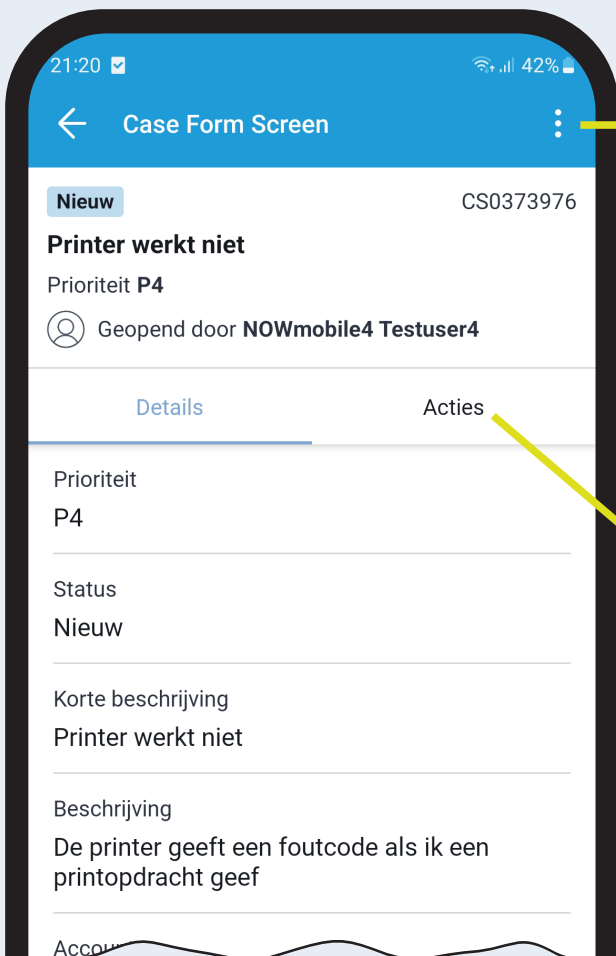 21:20 42%
Case Form Screen
Nieuw CS0373976
Printer werkt niet
Prioriteit P4
Geopend door NOWmobile4 Testuser4
Details Acties
Prioriteit
P4
Status
Nieuw
Korte beschrijving
Printer werkt niet
Beschrijving
De printer geeft een foutcode als ik een
printopdracht geef